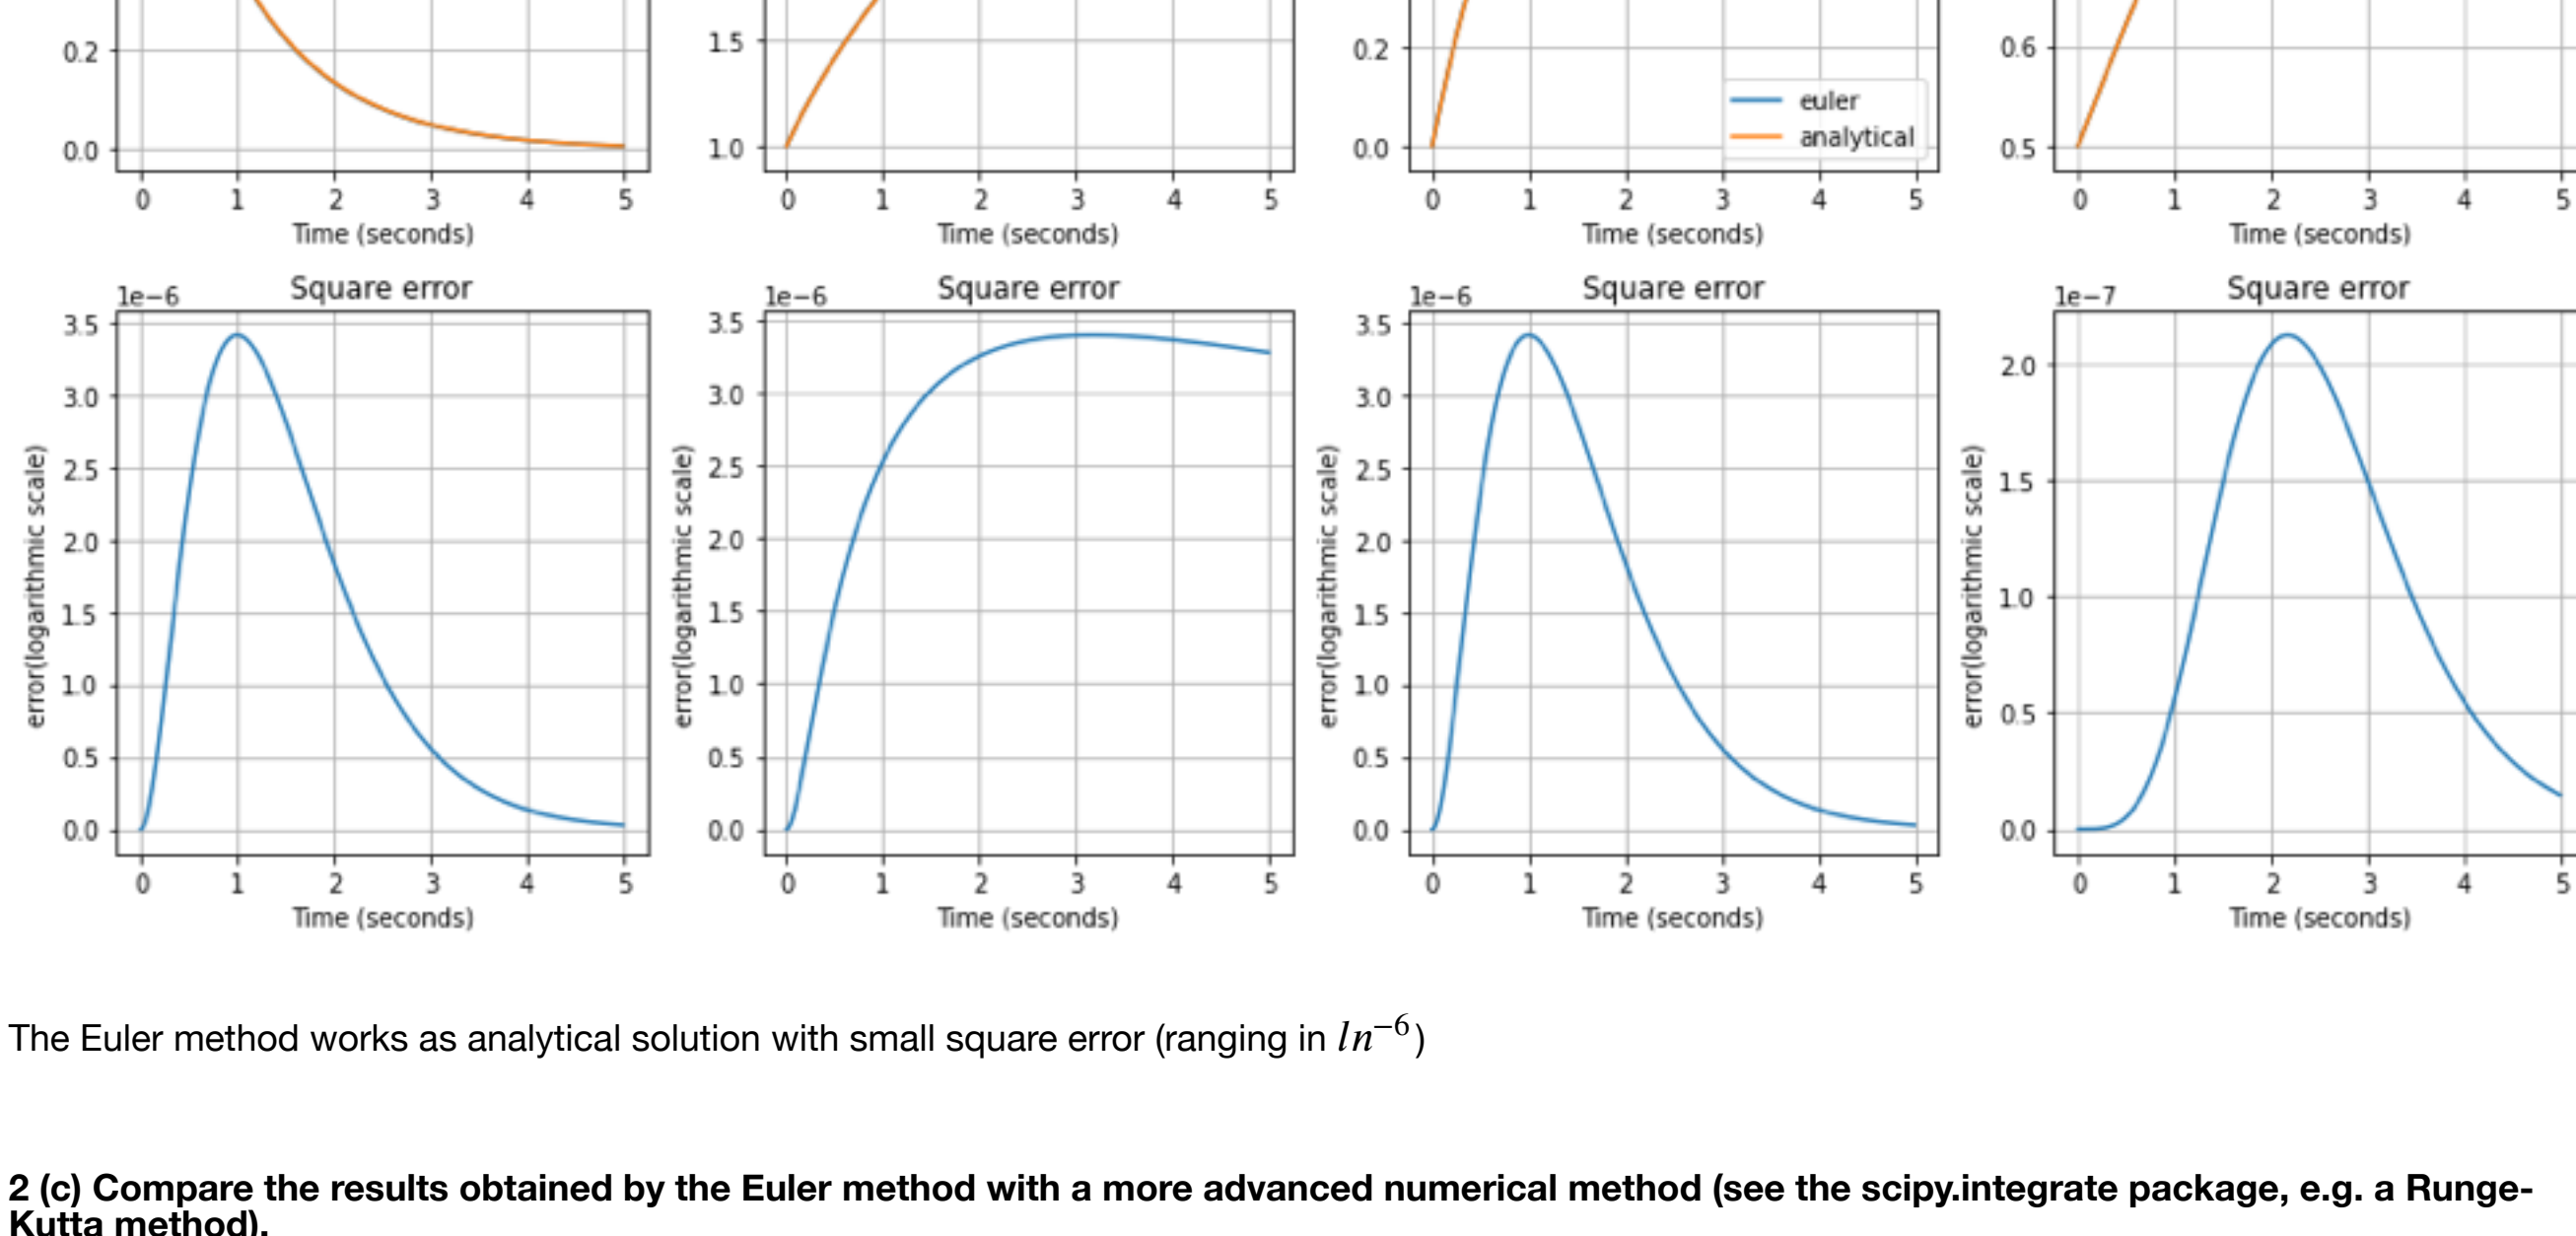 0.2
0.0
0 1 2 3 4 5
Time (seconds)
1.5
1.0
0 1 2 3 4 5
Time (seconds)
0.2
0.0
euler
analytical
0 1 2 3 4 5
Time (seconds)
0.6
0.5
0 1 2 3 4 5
Time (seconds)
1e−6
Square error
error(logarithmic scale)
3.5
3.0
2.5
2.0
1.5
1.0
0.5
0.0
0 1 2 3 4 5
Time (seconds)
1e−6
Square error
error(logarithmic scale)
3.5
3.0
2.5
2.0
1.5
1.0
0.5
0.0
0 1 2 3 4 5
Time (seconds)
1e−6
Square error
error(logarithmic scale)
3.5
3.0
2.5
2.0
1.5
1.0
0.5
0.0
0 1 2 3 4 5
Time (seconds)
1e−7
Square error
error(logarithmic scale)
2.0
1.5
1.0
0.5
0.0
0 1 2 3 4 5
Time (seconds)
The Euler method works as analytical solution with small square error (ranging in ln⁻⁶)
2 (c) Compare the results obtained by the Euler method with a more advanced numerical method (see the scipy.integrate package, e.g. a Runge-
Kutta method).